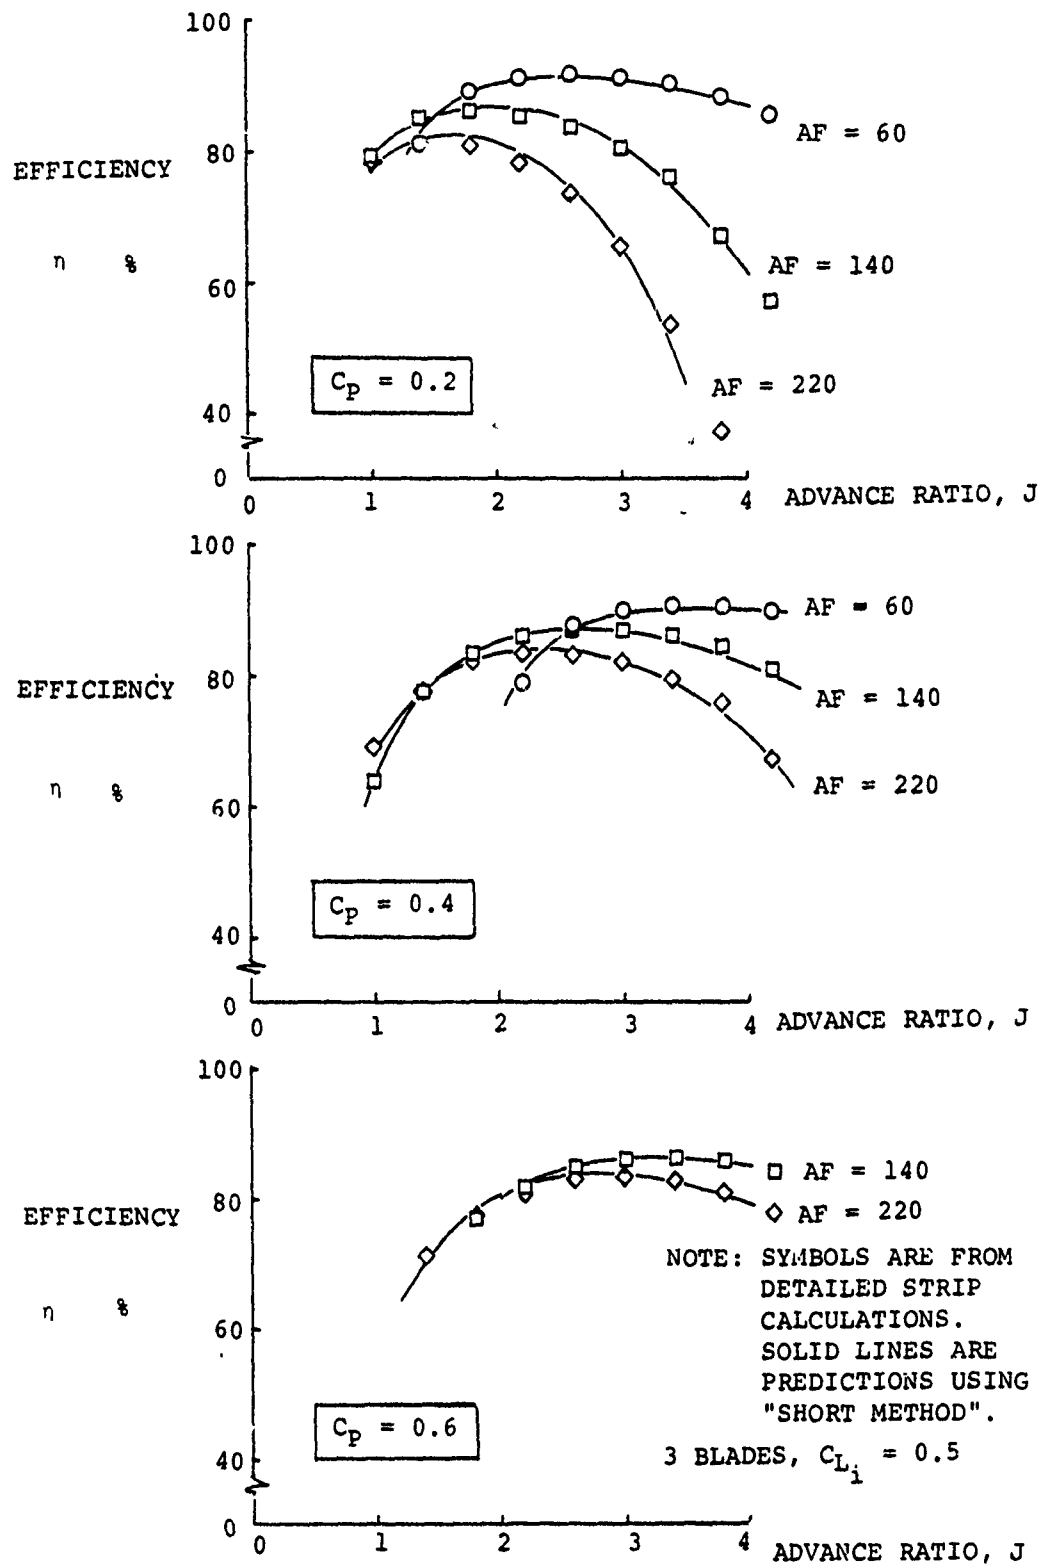 100
80
60
40
0
EFFICIENCY
η %
AF = 60
AF = 140
AF = 220
C_P = 0.2
0 1 2 3 4 ADVANCE RATIO, J
100
80
60
40
0
EFFICIENCY
η %
AF = 60
AF = 140
AF = 220
C_P = 0.4
0 1 2 3 4 ADVANCE RATIO, J
100
80
60
40
0
EFFICIENCY
η %
AF = 140
AF = 220
NOTE: SYMBOLS ARE FROM
DETAILED STRIP
CALCULATIONS.
SOLID LINES ARE
PREDICTIONS USING
"SHORT METHOD".
C_P = 0.6
3 BLADES, C_{L_i} = 0.5
0 1 2 3 4 ADVANCE RATIO, J